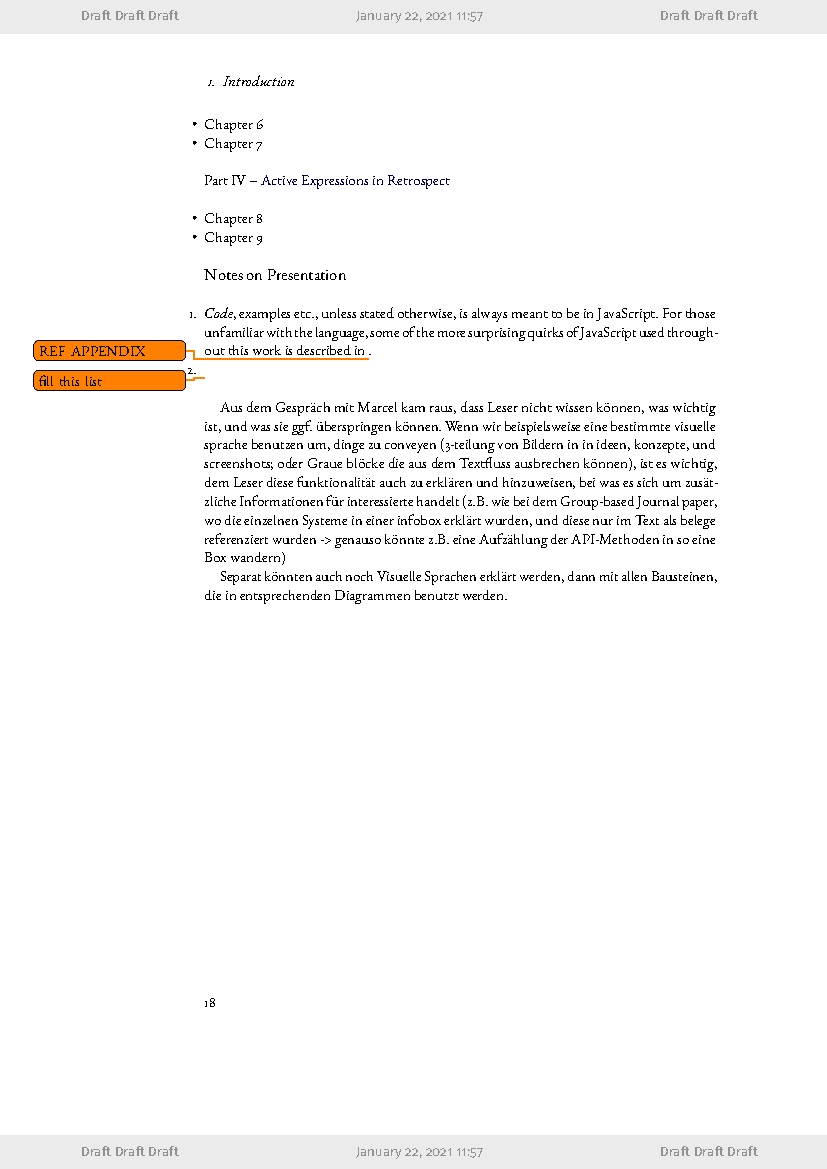 Draft Draft Draft January 22, 2021 11:57 Draft Draft Draft
1. Introduction
• Chapter 6
• Chapter 7
Part IV – Active Expressions in Retrospect
• Chapter 8
• Chapter 9
Notes on Presentation
1. Code, examples etc., unless stated otherwise, is always meant to be in JavaScript. For those
unfamiliar with the language, some of the more surprising quirks of JavaScript used through-
REF APPENDIX
out this work is described in .
2.
fill this list
Aus dem Gespräch mit Marcel kam raus, dass Leser nicht wissen können, was wichtig
ist, und was sie ggf. überspringen können. Wenn wir beispielsweise eine bestimmte visuelle
sprache benutzen um, dinge zu conveyen (3-teilung von Bildern in in ideen, konzepte, und
screenshots; oder Graue blöcke die aus dem Textfluss ausbrechen können), ist es wichtig,
dem Leser diese funktionalität auch zu erklären und hinzuweisen, bei was es sich um zusät-
zliche Informationen für interessierte handelt (z.B. wie bei dem Group-based Journal paper,
wo die einzelnen Systeme in einer infobox erklärt wurden, und diese nur im Text als belege
referenziert wurden -> genauso könnte z.B. eine Aufzählung der API-Methoden in so eine
Box wandern)
Separat könnten auch noch Visuelle Sprachen erklärt werden, dann mit allen Bausteinen,
die in entsprechenden Diagrammen benutzt werden.
18
Draft Draft Draft January 22, 2021 11:57 Draft Draft Draft